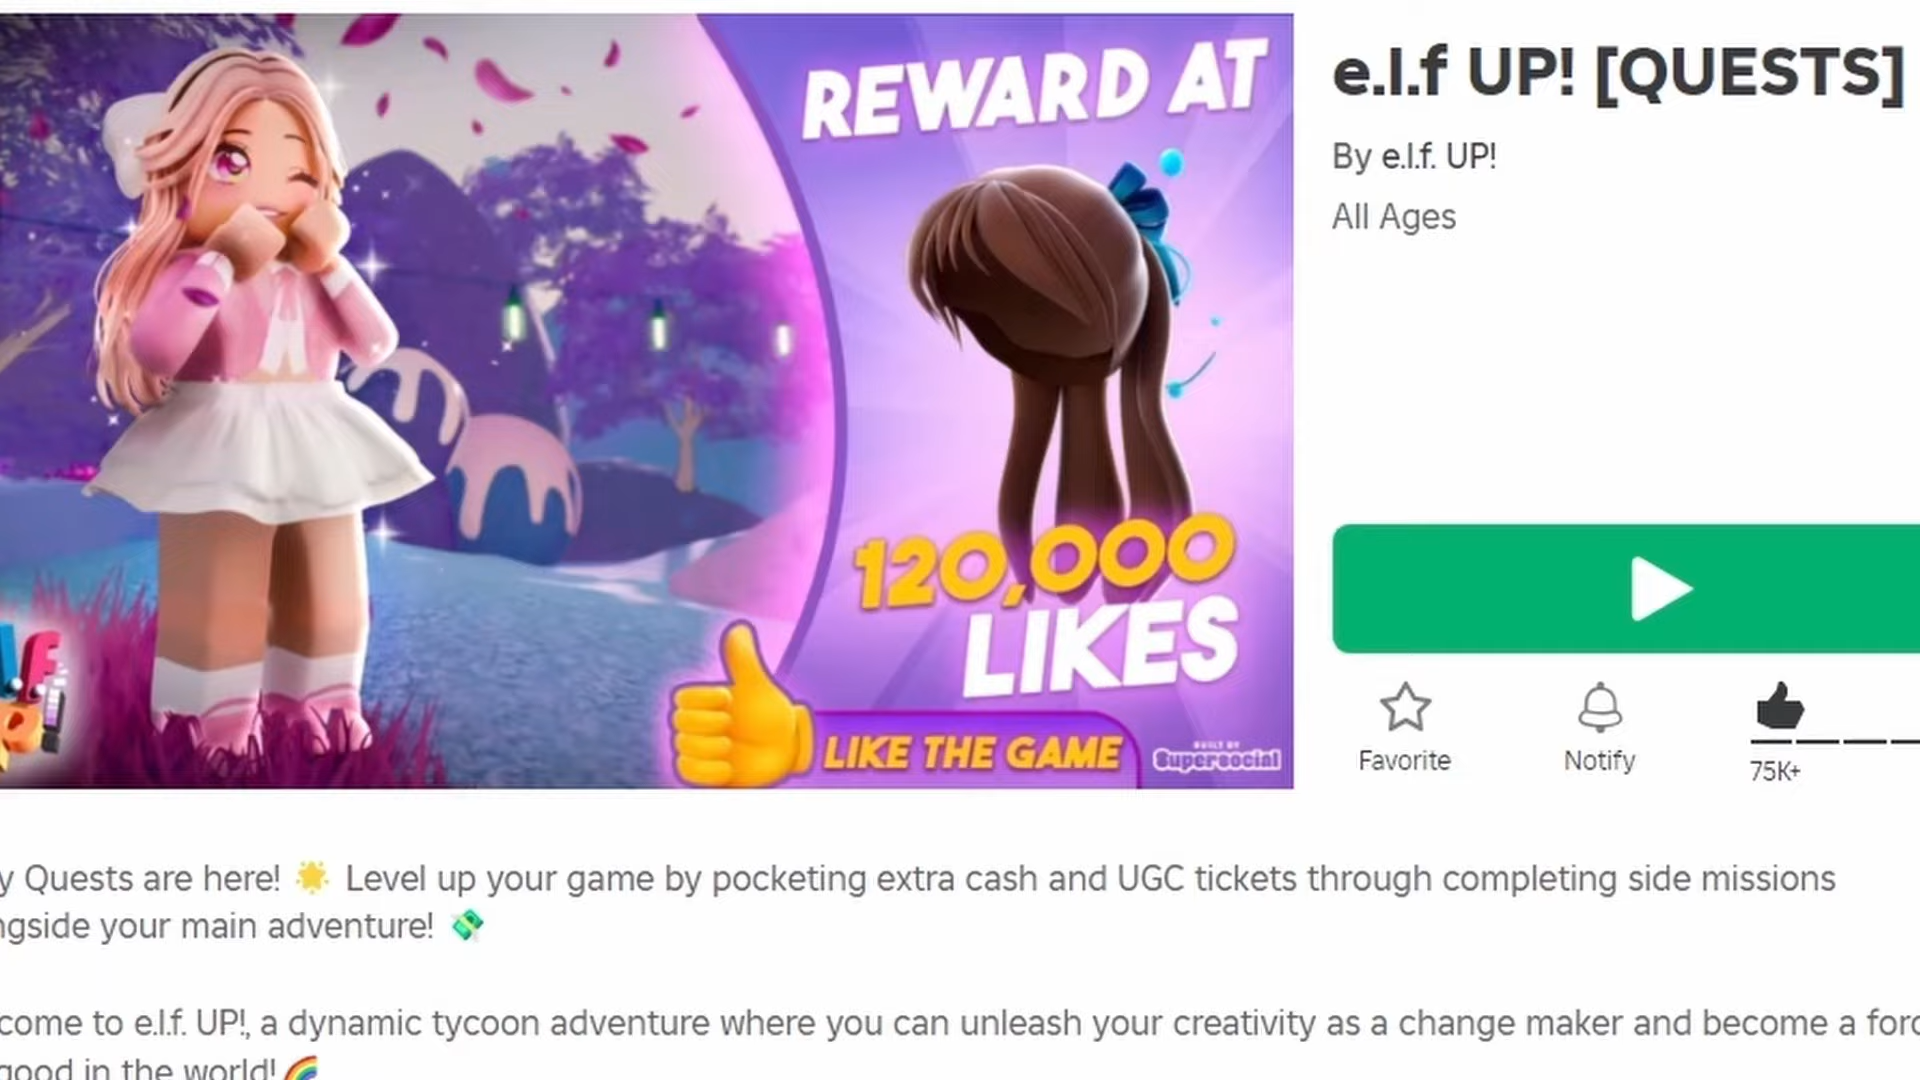 REWARD AT
120,000
LIKES
LIKE THE GAME
BUILT BY
Supersocial
e.l.f UP! [QUESTS]
By e.l.f. UP!
All Ages
Favorite
Notify
75K+
y Quests are here! 🌟 Level up your game by pocketing extra cash and UGC tickets through completing side missions
ngside your main adventure! 💸
come to e.l.f. UP!, a dynamic tycoon adventure where you can unleash your creativity as a change maker and become a forc
good in the world! 🌈